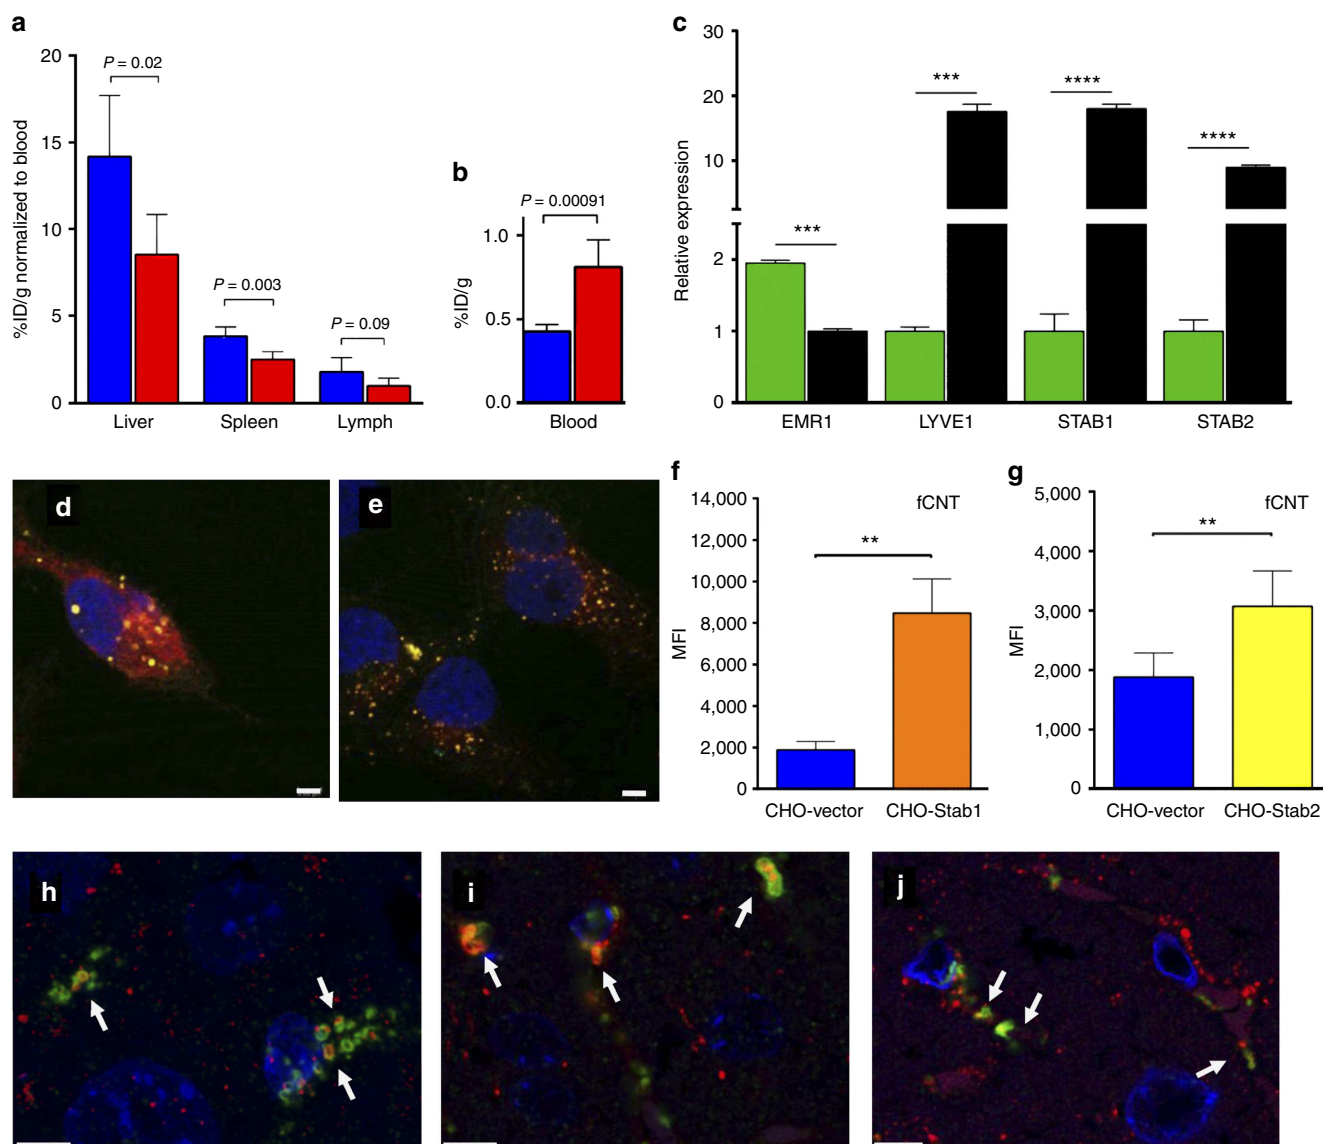 a
%ID/g normalized to blood
20
15
10
5
0
P = 0.02
P = 0.003
P = 0.09
Liver Spleen Lymph
b
%ID/g
1.0
0.5
0.0
P = 0.00091
Blood
c
Relative expression
30
20
10
2
1
0
***
***
****
****
EMR1 LYVE1 STAB1 STAB2
d
e
f
MFI
14,000
12,000
10,000
8,000
6,000
4,000
2,000
0
fCNT
**
CHO-vector CHO-Stab1
g
MFI
5,000
4,000
3,000
2,000
1,000
0
fCNT
**
CHO-vector CHO-Stab2
h
i
j